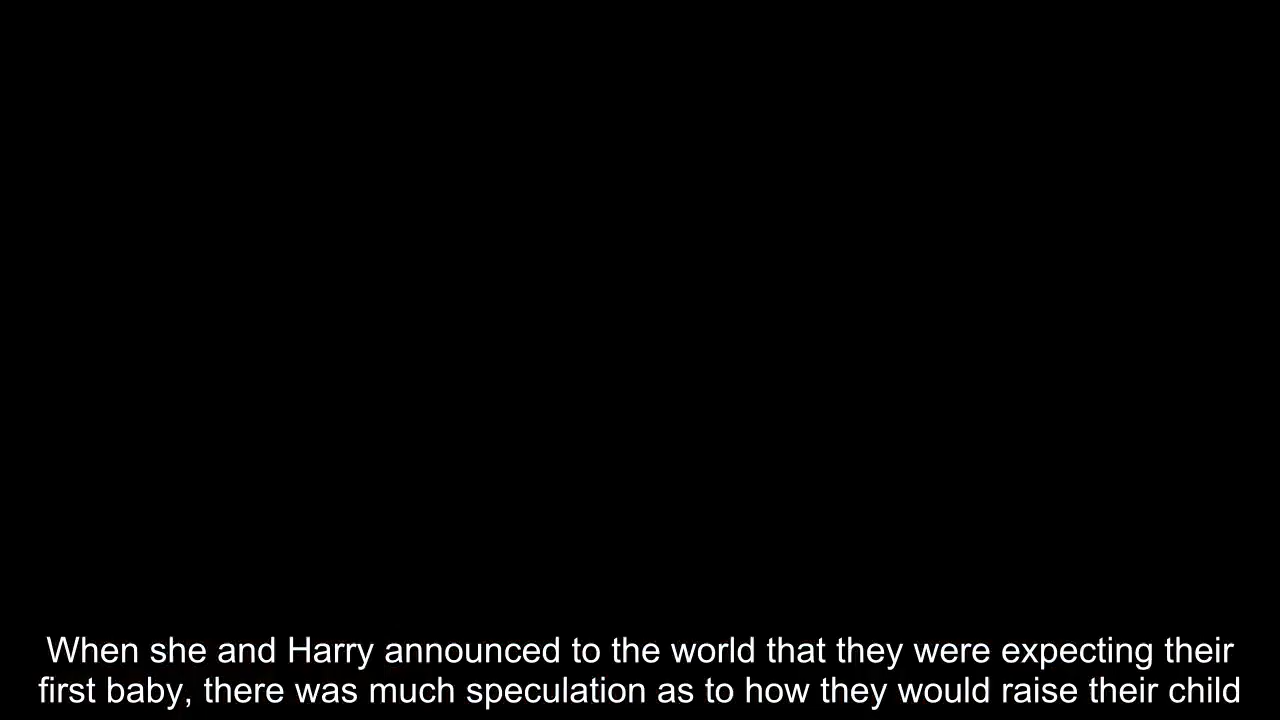 When she and Harry announced to the world that they were expecting their
first baby, there was much speculation as to how they would raise their child